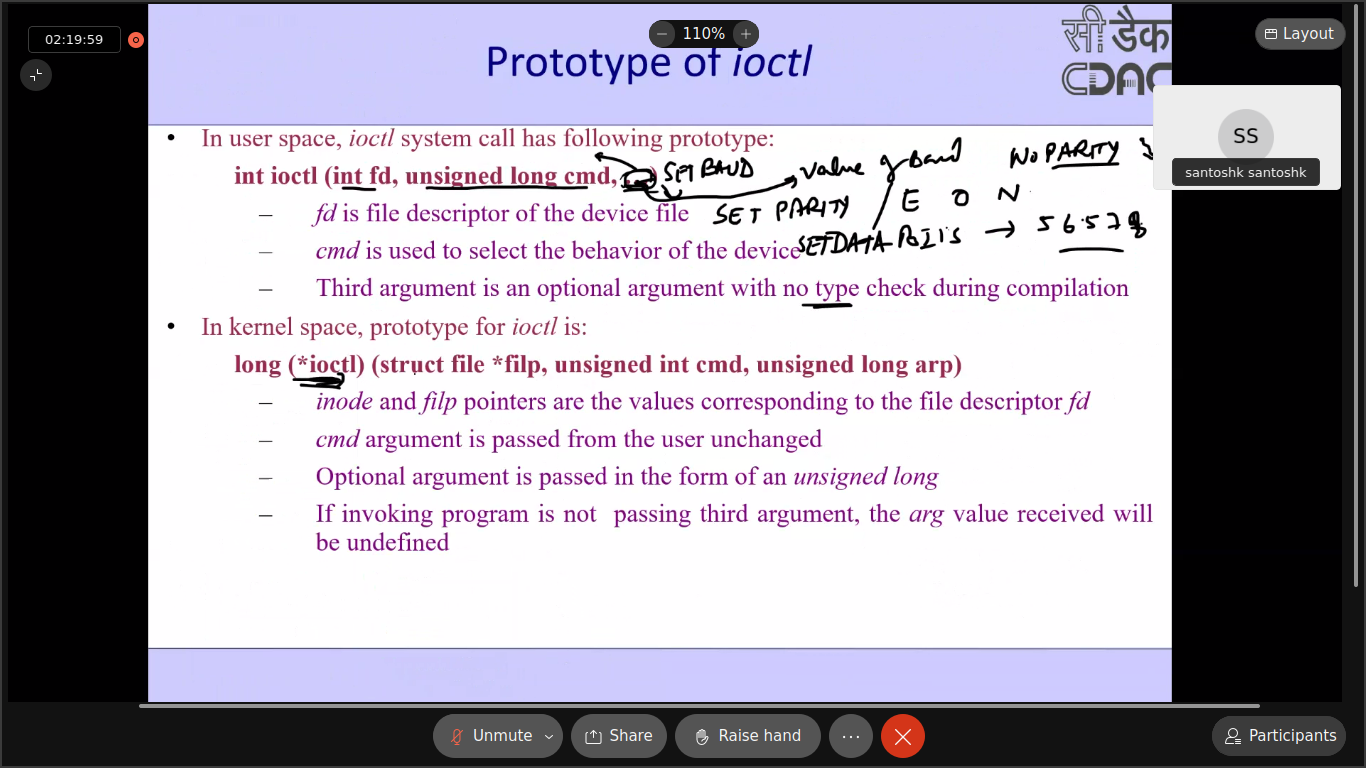 02:19:59
110%
Layout
सी डैक
CDAC
Prototype of ioctl
SS
santoshk santoshk
• In user space, ioctl system call has following prototype:
int ioctl (int fd, unsigned long cmd, ...)
SET BAUD
value of Baud
NO PARITY
– fd is file descriptor of the device file
SET PARITY
E O N
– cmd is used to select the behavior of the device
SETDATA BITS → 5 6 7 8
– Third argument is an optional argument with no type check during compilation
• In kernel space, prototype for ioctl is:
long (*ioctl) (struct file *filp, unsigned int cmd, unsigned long arp)
– inode and filp pointers are the values corresponding to the file descriptor fd
– cmd argument is passed from the user unchanged
– Optional argument is passed in the form of an unsigned long
– If invoking program is not passing third argument, the arg value received will
be undefined
Unmute
Share
Raise hand
Participants